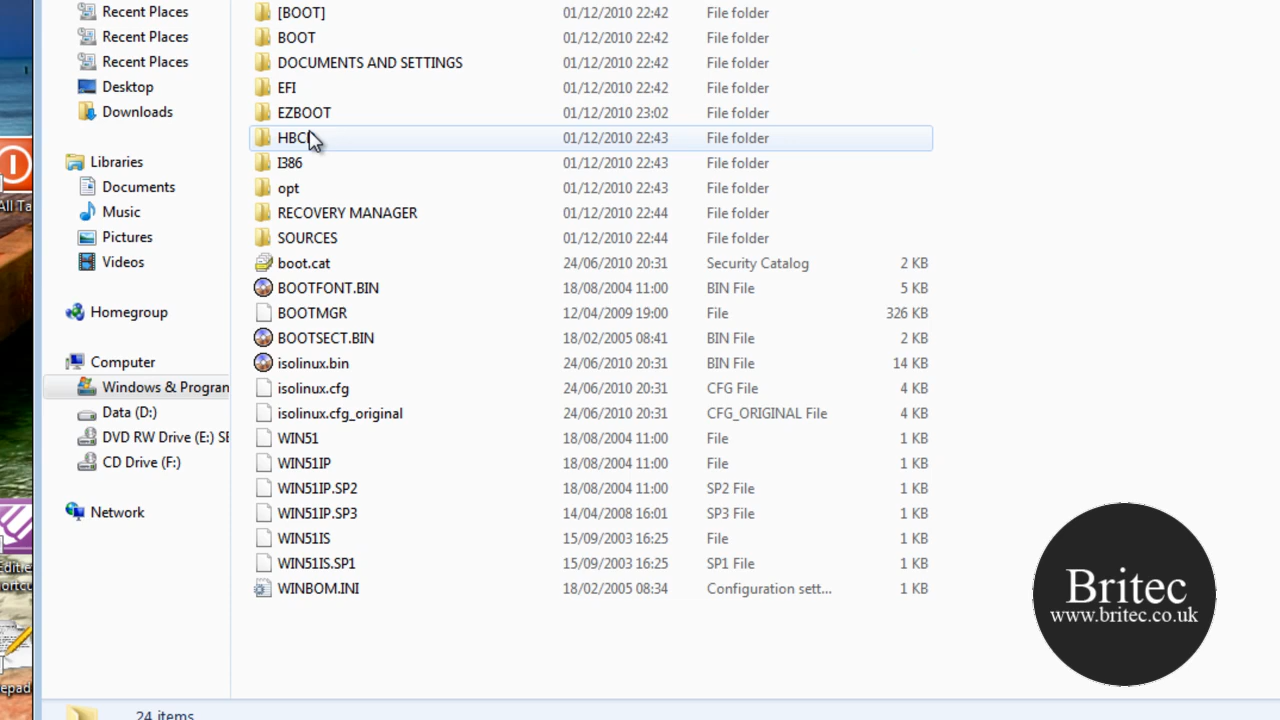 Recent Places
Recent Places
Recent Places
Desktop
Downloads
Libraries
Documents
Music
Pictures
Videos
Homegroup
Computer
Windows & Progran
Data (D:)
DVD RW Drive (E:) SE
CD Drive (F:)
Network
[BOOT] 01/12/2010 22:42 File folder
BOOT 01/12/2010 22:42 File folder
DOCUMENTS AND SETTINGS 01/12/2010 22:42 File folder
EFI 01/12/2010 22:42 File folder
EZBOOT 01/12/2010 23:02 File folder
HBC 01/12/2010 22:43 File folder
I386 01/12/2010 22:43 File folder
opt 01/12/2010 22:43 File folder
RECOVERY MANAGER 01/12/2010 22:44 File folder
SOURCES 01/12/2010 22:44 File folder
boot.cat 24/06/2010 20:31 Security Catalog 2 KB
BOOTFONT.BIN 18/08/2004 11:00 BIN File 5 KB
BOOTMGR 12/04/2009 19:00 File 326 KB
BOOTSECT.BIN 18/02/2005 08:41 BIN File 2 KB
isolinux.bin 24/06/2010 20:31 BIN File 14 KB
isolinux.cfg 24/06/2010 20:31 CFG File 4 KB
isolinux.cfg_original 24/06/2010 20:31 CFG_ORIGINAL File 4 KB
WIN51 18/08/2004 11:00 File 1 KB
WIN51IP 18/08/2004 11:00 File 1 KB
WIN51IP.SP2 18/08/2004 11:00 SP2 File 1 KB
WIN51IP.SP3 14/04/2008 16:01 SP3 File 1 KB
WIN51IS 15/09/2003 16:25 File 1 KB
WIN51IS.SP1 15/09/2003 16:25 SP1 File 1 KB
WINBOM.INI 18/02/2005 08:34 Configuration sett... 1 KB
24 items
All Ta
Edit.e
ortcu
epad
Britec
www.britec.co.uk